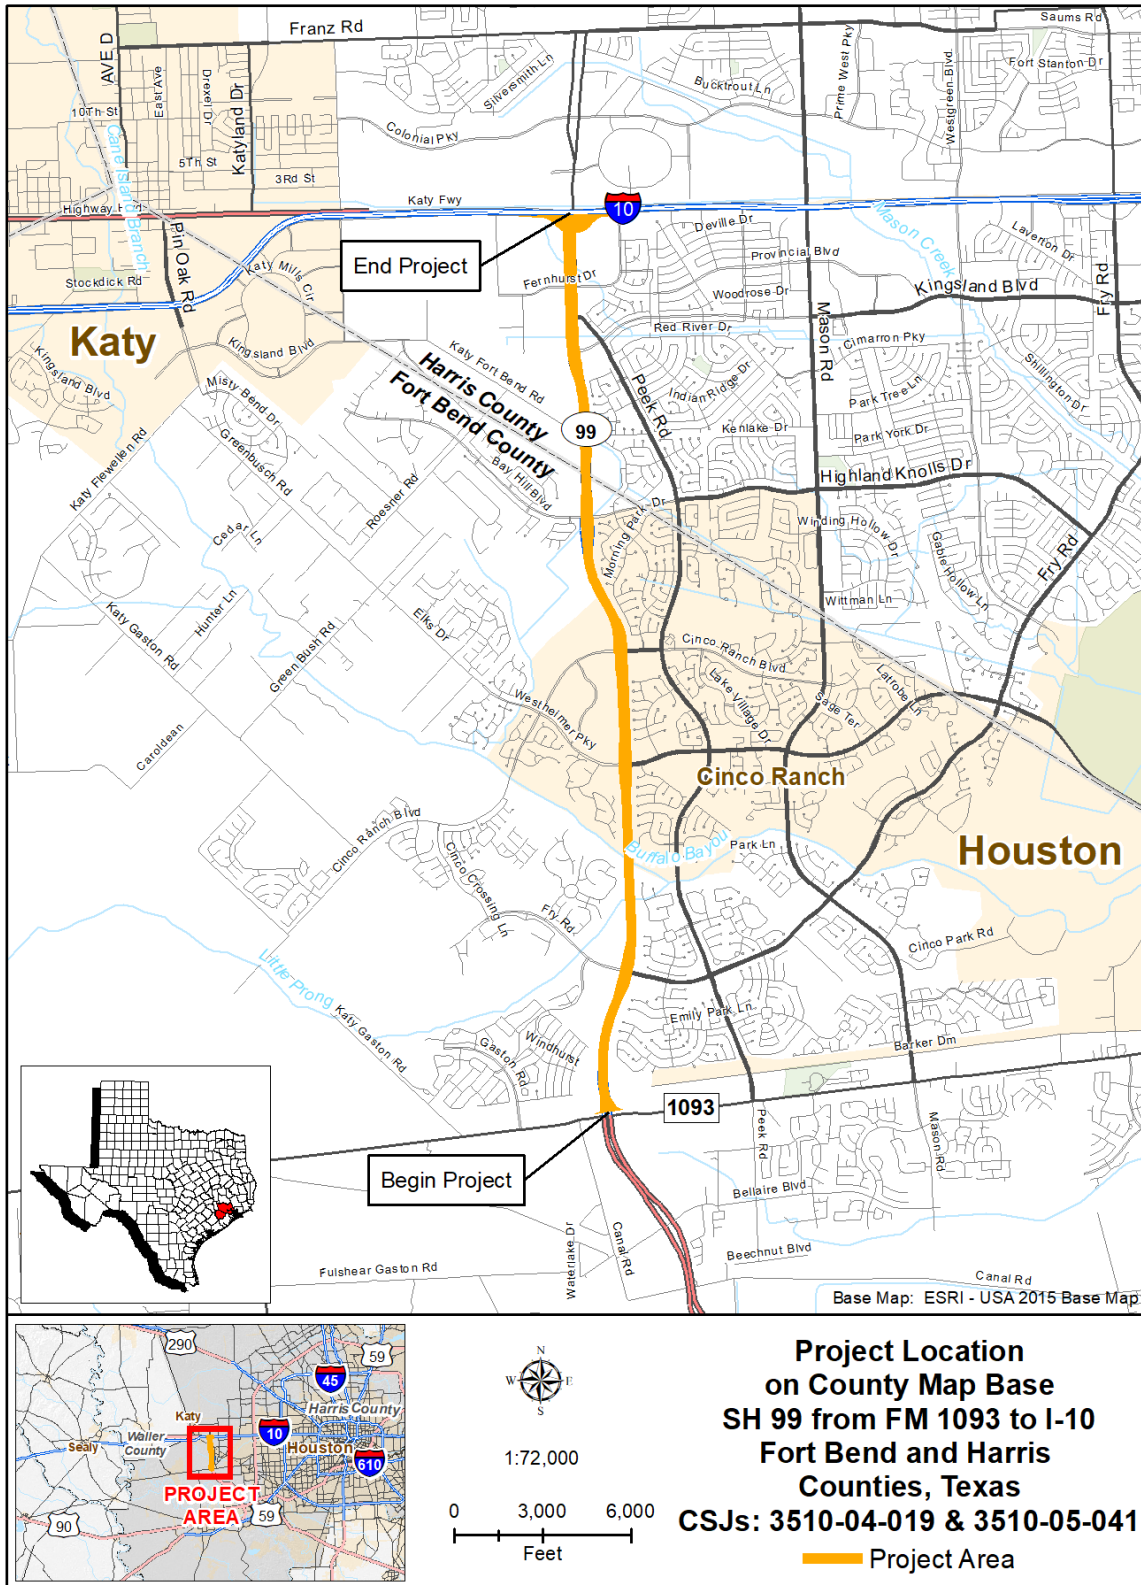 Franz Rd
Saums Rd
AVE D
East Ave
Drexel Dr
Katyland Dr
Silversmith Ln
Bucktrout Ln
Prime West Pky
Westgreen Blvd
Fort Stanton Dr
10Th St
Cane Island Branch
Colonial Pky
5Th St
3Rd St
Katy Fwy
10
Mason Creek
Pin Oak Rd
End Project
Deville Dr
Provincial Blvd
Laverton Dr
Fry Rd
Stockdick Rd
Katy Mills Cir
Fernhurst Dr
Woodrose Dr
Kingsland Blvd
Katy
Kingsland Blvd
Katy Fort Bend Rd
Red River Dr
Mason Rd
Cimarron Pky
Kingsland Blvd
Misty Bend Dr
Harris County
Fort Bend County
Peek Rd
Indian Ridge Dr
Park Tree Ln
Shillington Dr
99
Kenlake Dr
Park York Dr
Katy Flewellen Rd
Greenbusch Rd
Roesner Rd
Bay Hill Blvd
Highland Knolls Dr
Cedar Ln
Morning Park Dr
Winding Hollow Dr
Gable Hollow Ln
Fry Rd
Katy Gaston Rd
Hunter Ln
Green Bush Rd
Elks Dr
Wittman Ln
Cinco Ranch Blvd
Lake Village Dr
Sage Ter
Latrobe Ln
Westheimer Pky
Caroldean
Cinco Ranch
Cinco Ranch Blvd
Cinco Crossing Ln
Buffalo Bayou
Park Ln
Houston
Fry Rd
Cinco Park Rd
Little Prong
Katy Gaston Rd
Gaston Rd
Windhurst
Emily Park Ln
Barker Dm
1093
Begin Project
Peek Rd
Mason Rd
Bellaire Blvd
Waterlake Dr
Canal Rd
Beechnut Blvd
Fulshear Gaston Rd
Canal Rd
Base Map: ESRI - USA 2015 Base Map
290
59
45
Katy
Harris County
Waller
County
Sealy
10
Houston
610
PROJECT
AREA
90
59
N
W
E
S
1:72,000
0 3,000 6,000
Feet
Project Location
on County Map Base
SH 99 from FM 1093 to I-10
Fort Bend and Harris
Counties, Texas
CSJs: 3510-04-019 & 3510-05-041
Project Area